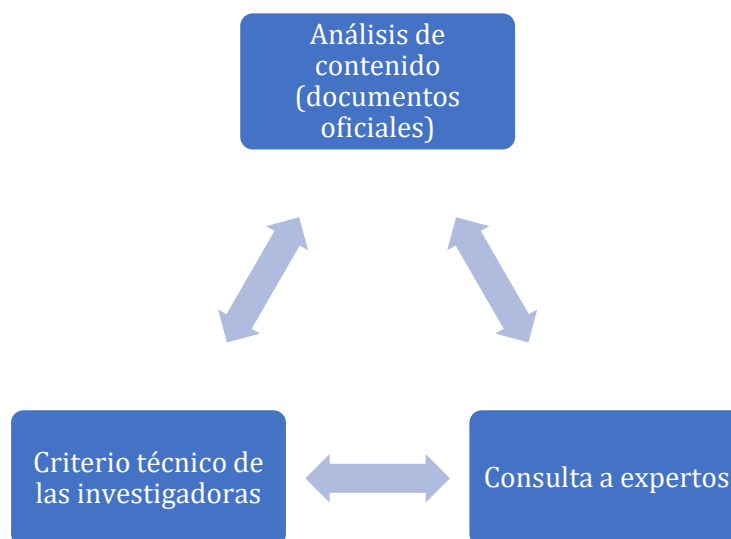 Análisis de
contenido
(documentos
oficiales)
Criterio técnico de
las investigadoras
Consulta a expertos